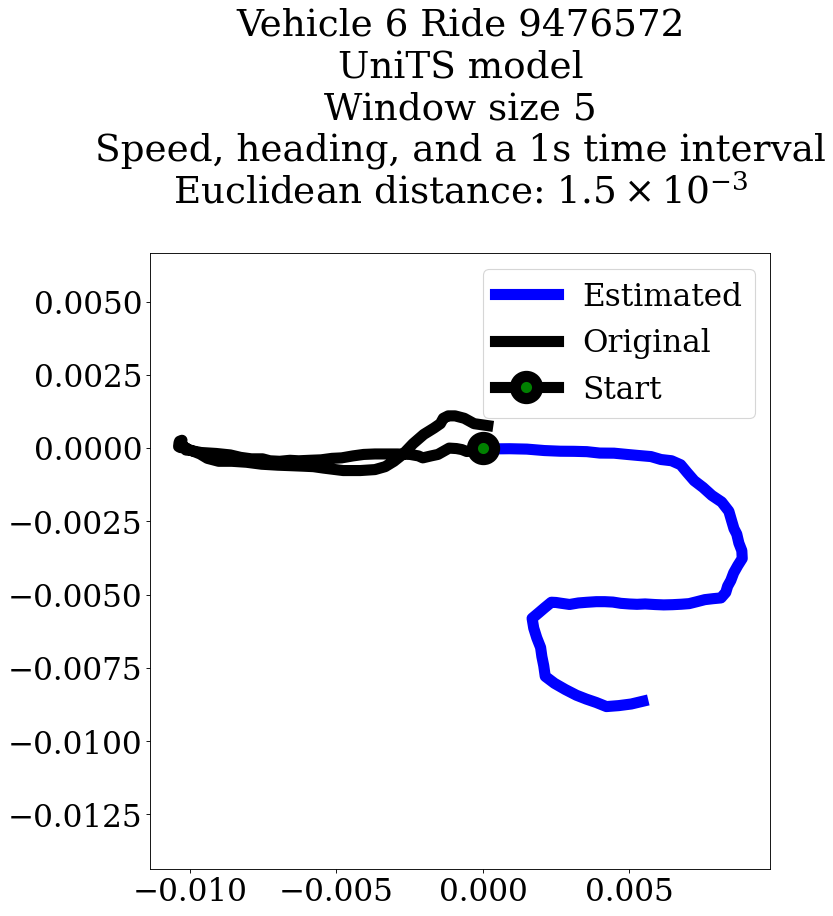 Vehicle 6 Ride 9476572
UniTS model
Window size 5
Speed, heading, and a 1s time interval
Euclidean distance: 1.5 × 10⁻³
Estimated
Original
Start
0.0050
0.0025
0.0000
−0.0025
−0.0050
−0.0075
−0.0100
−0.0125
−0.010 −0.005 0.000 0.005